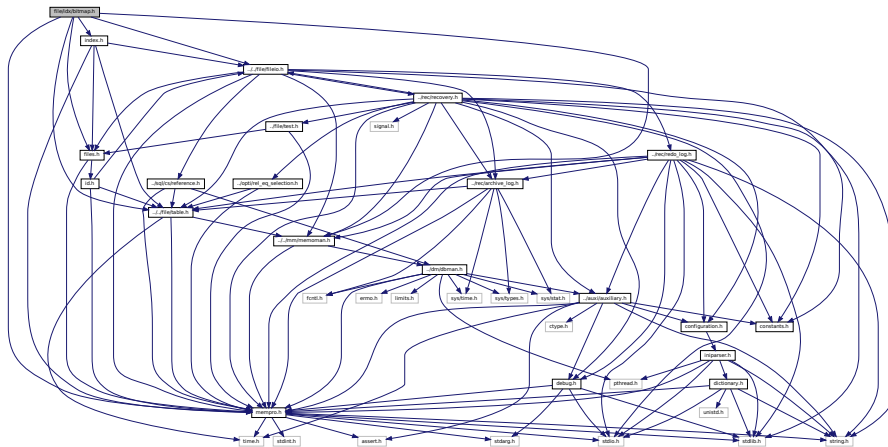 file/idx/bitmap.h
index.h
../../file/fileio.h
../rec/recovery.h
../file/test.h
signal.h
files.h
../rec/redo_log.h
id.h
../sql/cs/reference.h
../opti/rel_eq_selection.h
../rec/archive_log.h
../../file/table.h
../../mm/memoman.h
../dm/dbman.h
fcntl.h
errno.h
limits.h
sys/time.h
sys/types.h
sys/stat.h
../auxi/auxiliary.h
ctype.h
configuration.h
constants.h
iniparser.h
debug.h
pthread.h
dictionary.h
mempro.h
unistd.h
time.h
stdint.h
assert.h
stdarg.h
stdio.h
stdlib.h
string.h